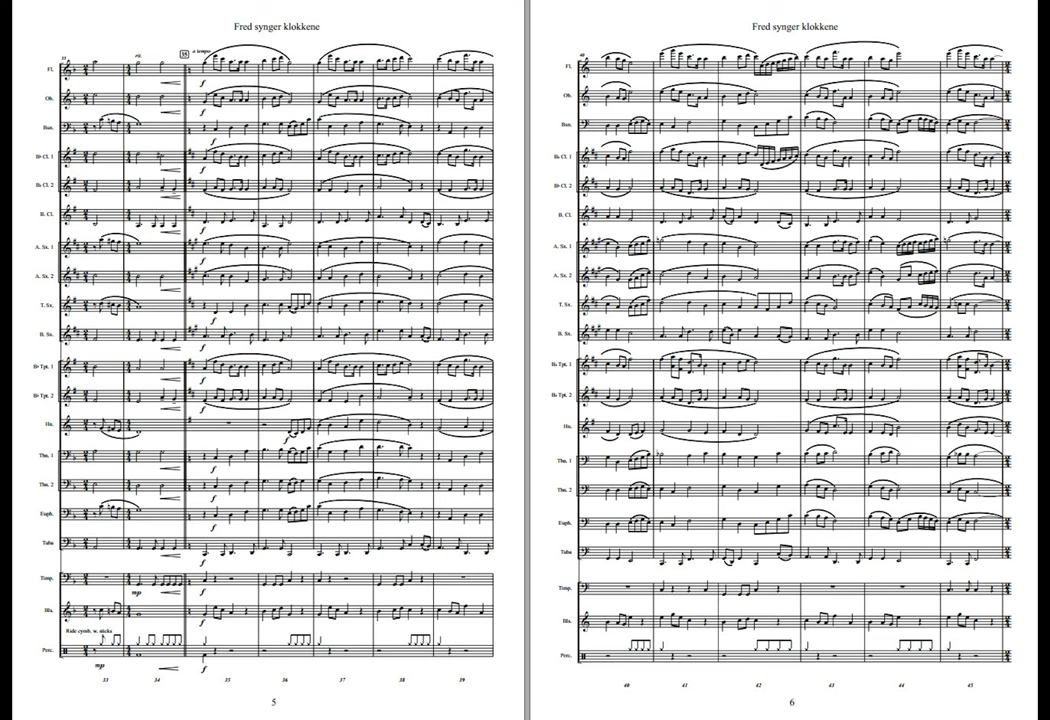 Fred synger klokkene
33
rit.
35
a tempo
Fl.
Ob.
Bsn.
f
B♭ Cl. 1
f
B♭ Cl. 2
f
B. Cl.
f
A. Sx. 1
f
A. Sx. 2
f
T. Sx.
f
B. Sx.
f
B♭ Tpt. 1
f
B♭ Tpt. 2
f
Hn.
f
Tbn. 1
f
Tbn. 2
f
Euph.
f
Tuba
f
Timp.
mp
f
Bls.
f
Ride cymb. w. sticks
Perc.
mp
f
33 34 35 36 37 38 39
5
Fred synger klokkene
40
Fl.
Ob.
Bsn.
B♭ Cl. 1
B♭ Cl. 2
B. Cl.
A. Sx. 1
A. Sx. 2
T. Sx.
B. Sx.
B♭ Tpt. 1
B♭ Tpt. 2
Hn.
Tbn. 1
Tbn. 2
Euph.
Tuba
Timp.
Bls.
Perc.
40 41 42 43 44 45
6